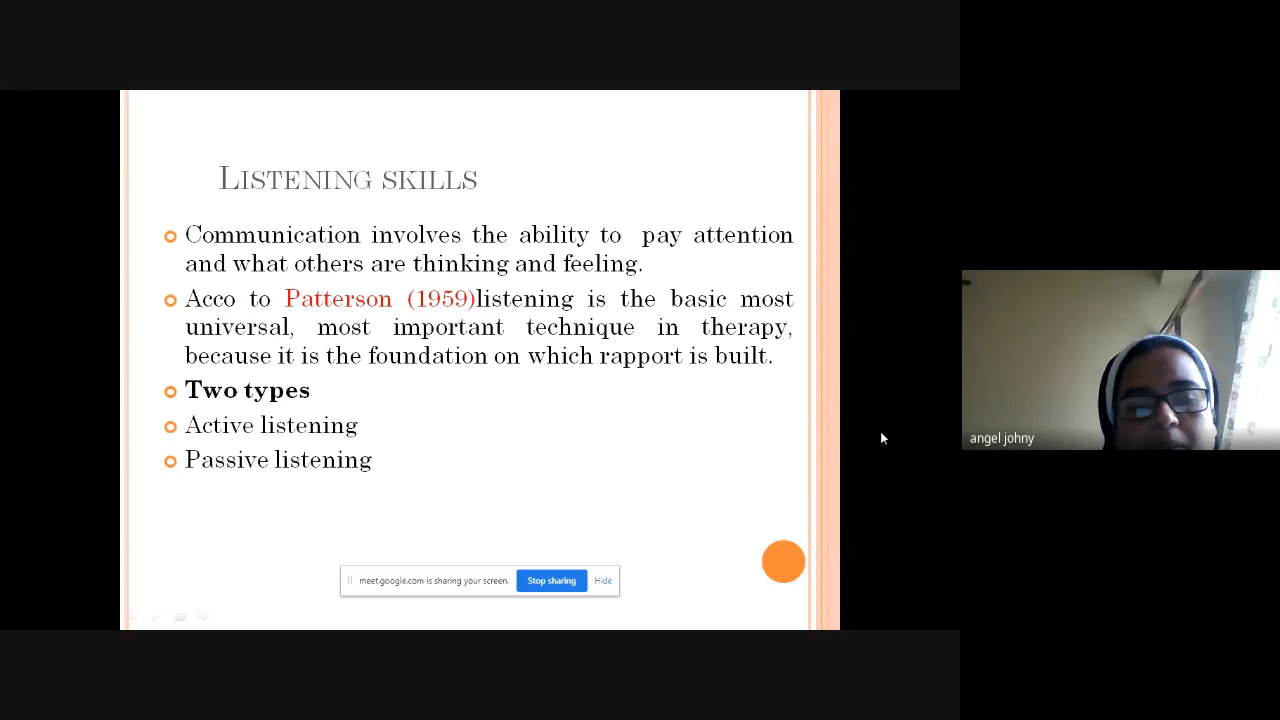 LISTENING SKILLS
Communication involves the ability to pay attention
and what others are thinking and feeling.
Acco to Patterson (1959)listening is the basic most
universal, most important technique in therapy,
because it is the foundation on which rapport is built.
Two types
Active listening
Passive listening
meet.google.com is sharing your screen.
Stop sharing
Hide
angel johny